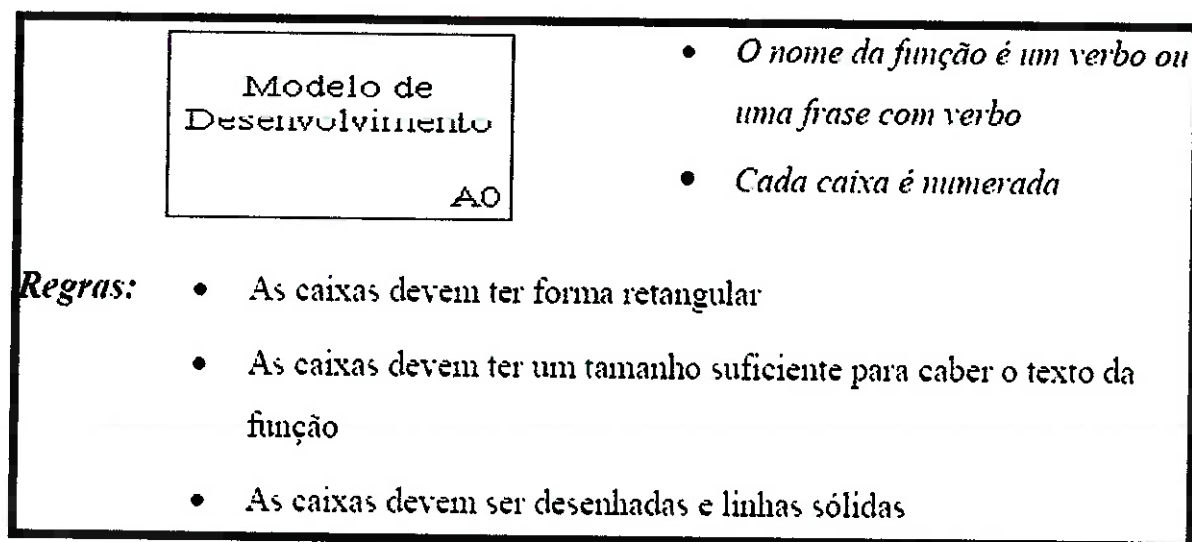 Modelo de
Desenvolvimento
A0
• O nome da função é um verbo ou
uma frase com verbo
• Cada caixa é numerada
Regras: • As caixas devem ter forma retangular
• As caixas devem ter um tamanho suficiente para caber o texto da
função
• As caixas devem ser desenhadas e linhas sólidas